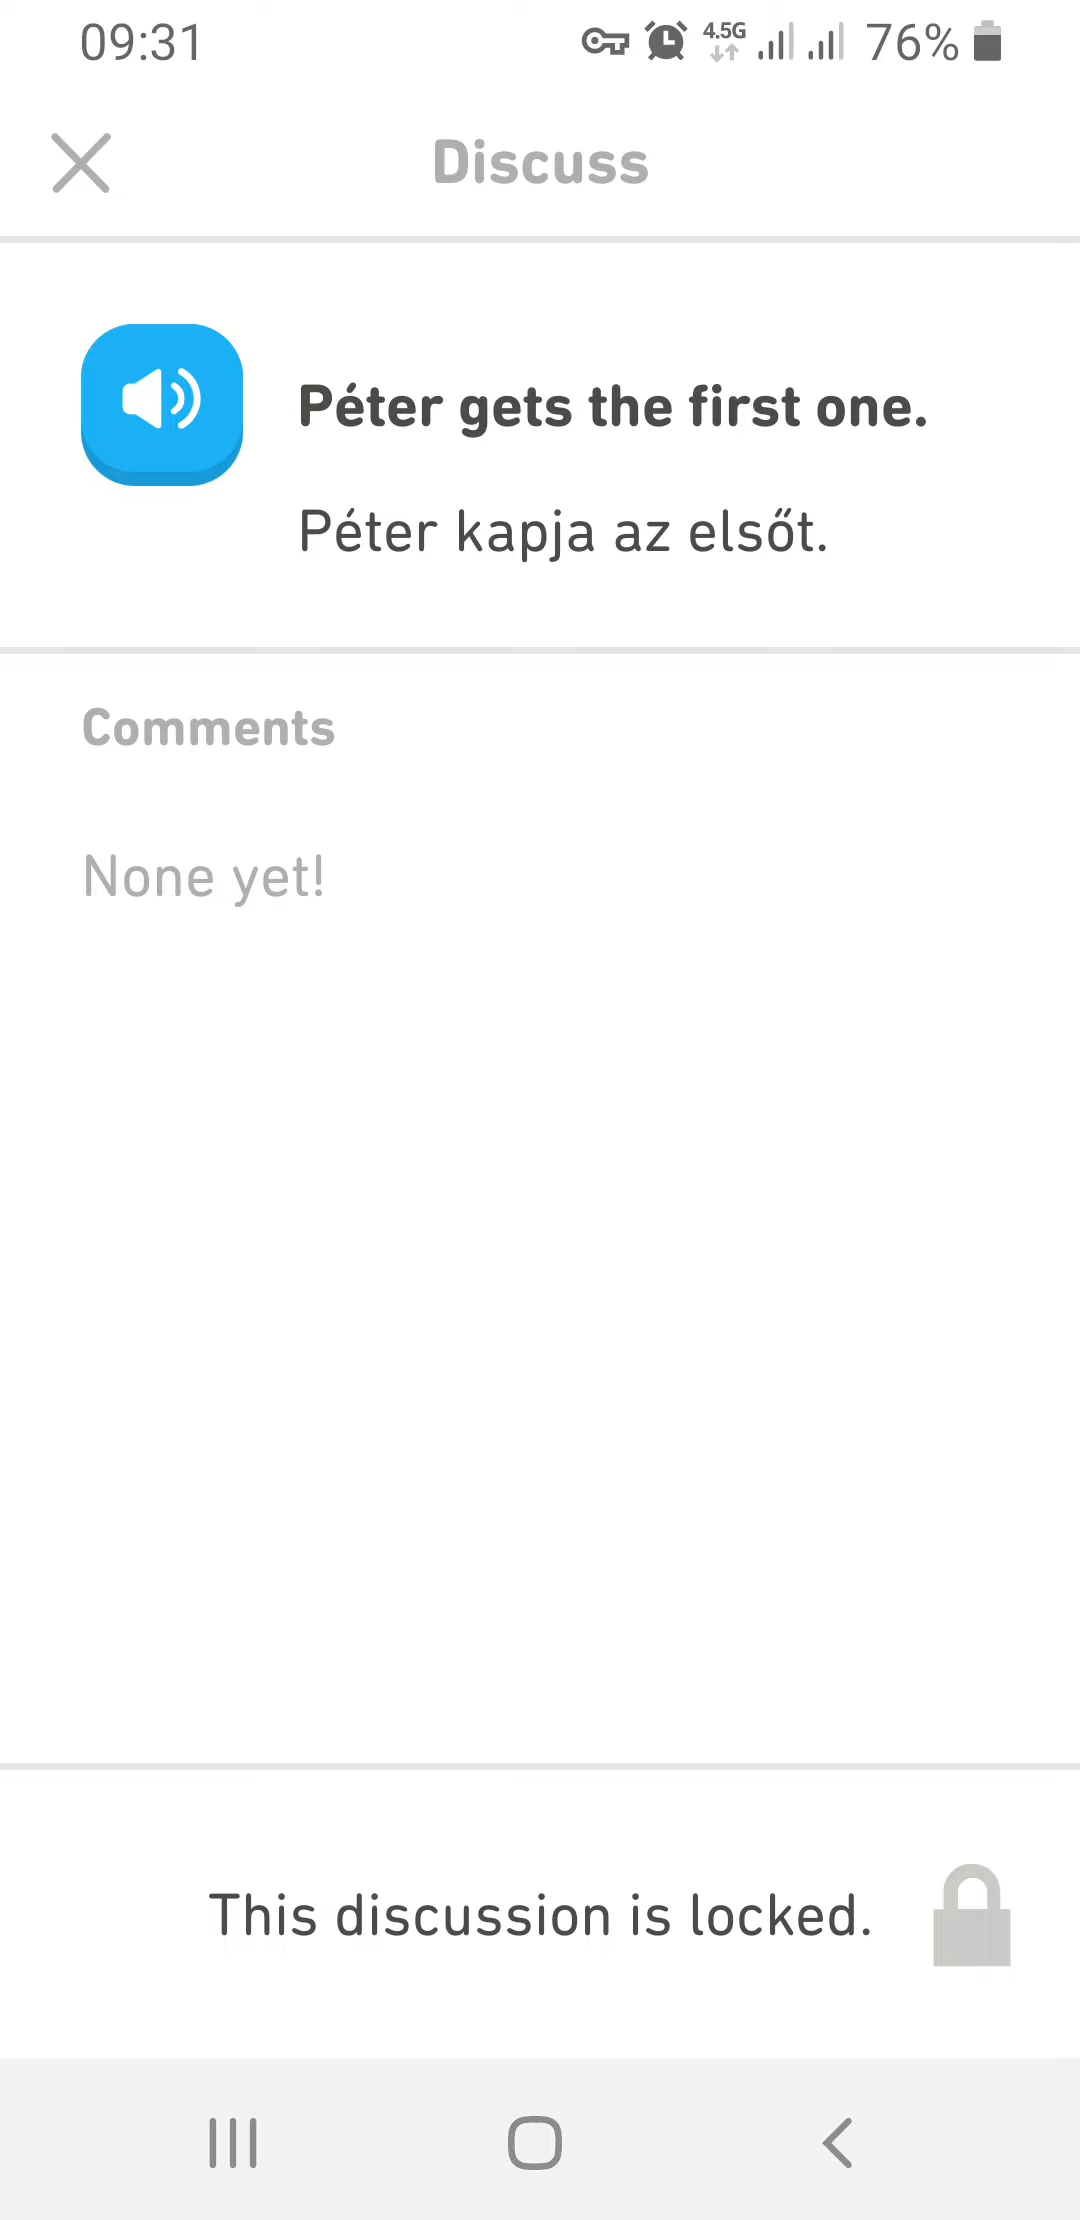 09:31 4.5G 76%
Discuss
Péter gets the first one.
Péter kapja az elsőt.
Comments
None yet!
This discussion is locked.